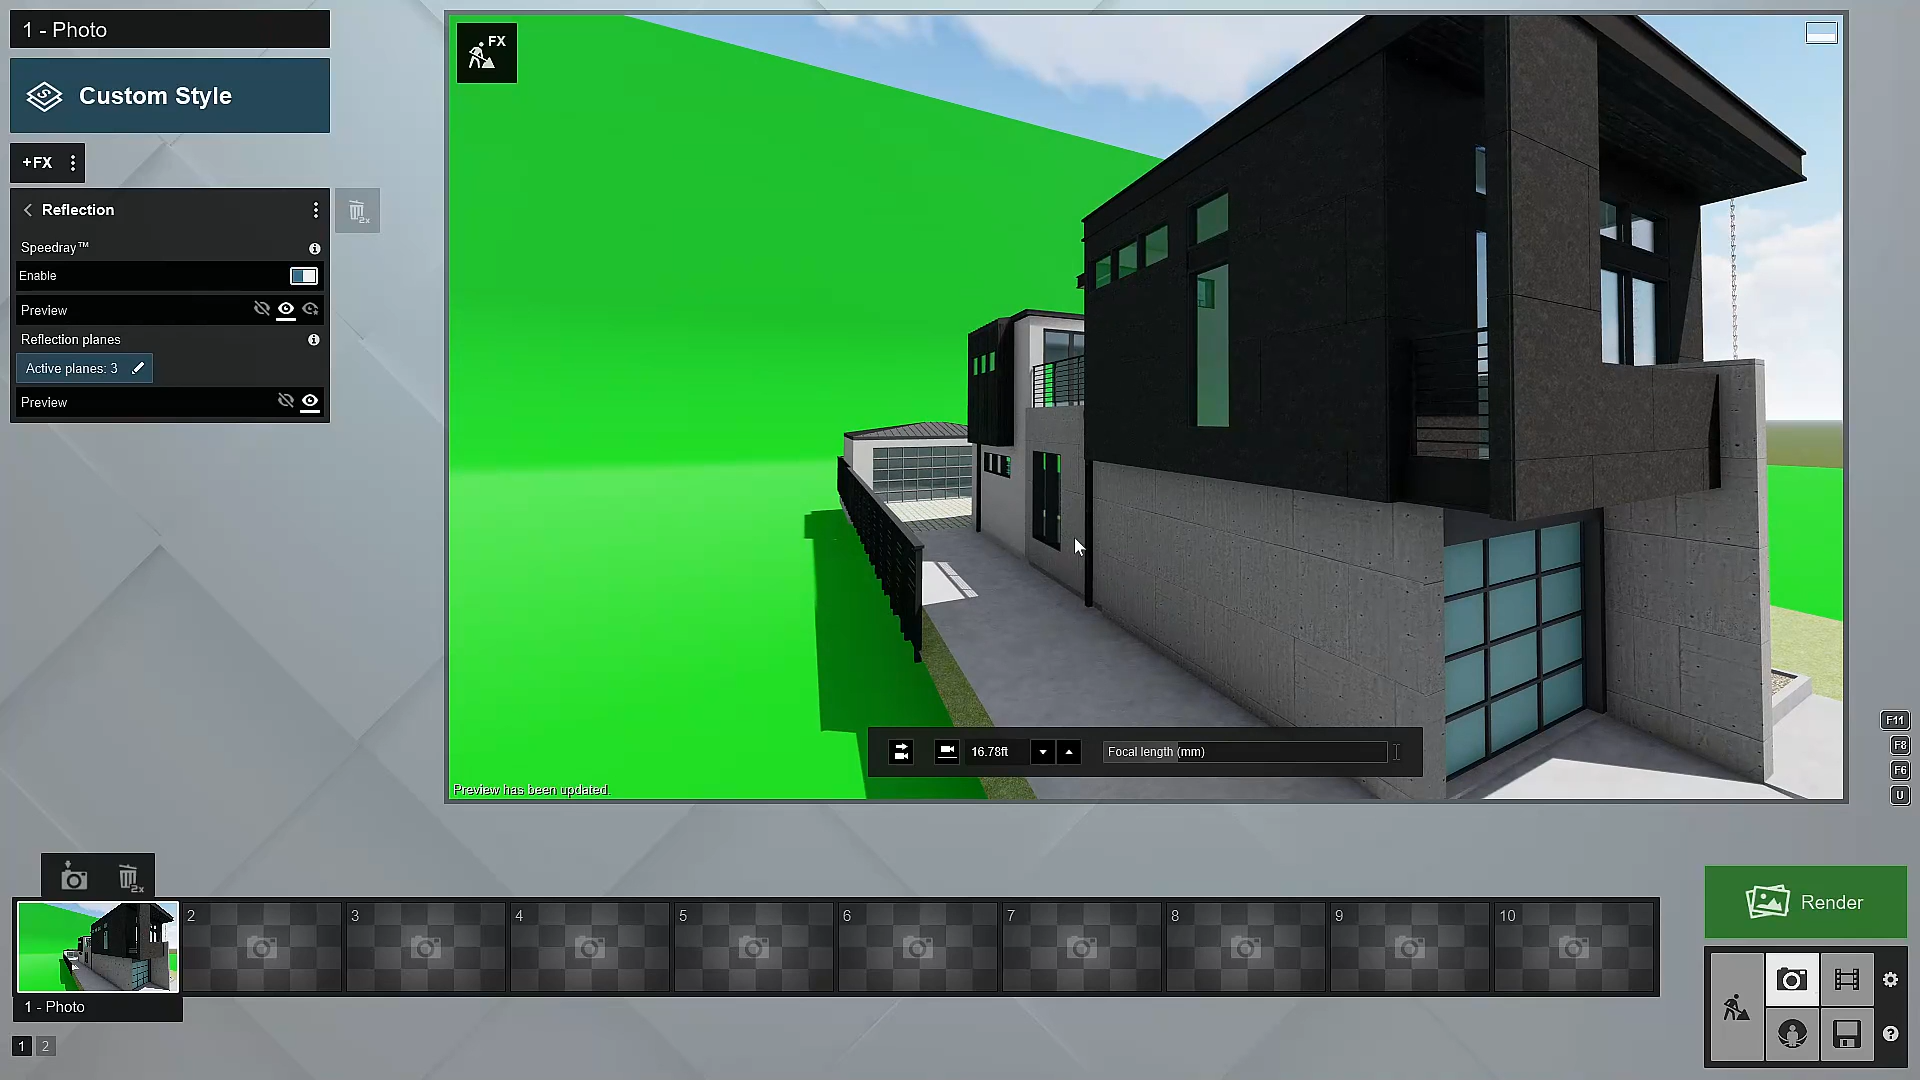 1 - Photo
Custom Style
+FX
Reflection
Speedray™
Enable
Preview
Reflection planes
Active planes: 3
Preview
2x
FX
16.78ft
Focal length (mm)
Preview has been updated
F11
F8
F6
U
2x
2
3
4
5
6
7
8
9
10
1 - Photo
1
2
Render
?